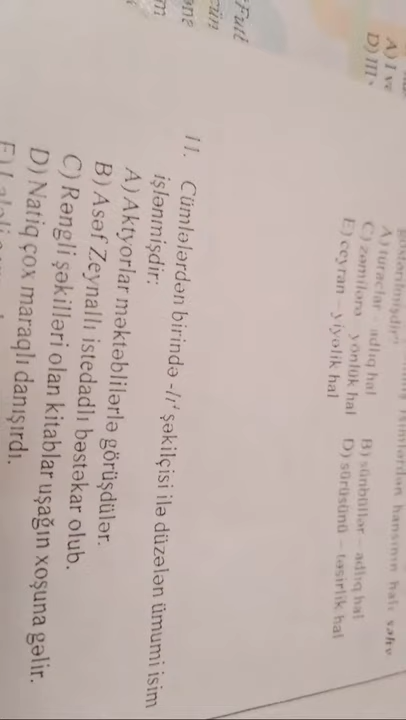 A) I və
D) III
A) turaclar – adlıq hal
B) sünbüllər – adlıq hal
C) zəmilərə – yönlük hal
D) sürüsünü – təsirlik hal
E) ceyran – yiyəlik hal
11. Cümlələrdən birində -lı⁴ şəkilçisi ilə düzələn ümumi isim
işlənmişdir:
A) Aktyorlar məktəblilərlə görüşdülər.
B) Asəf Zeynallı istedadlı bəstəkar olub.
C) Rəngli şəkilləri olan kitablar uşağın xoşuna gəlir.
D) Natiq çox maraqlı danışırdı.